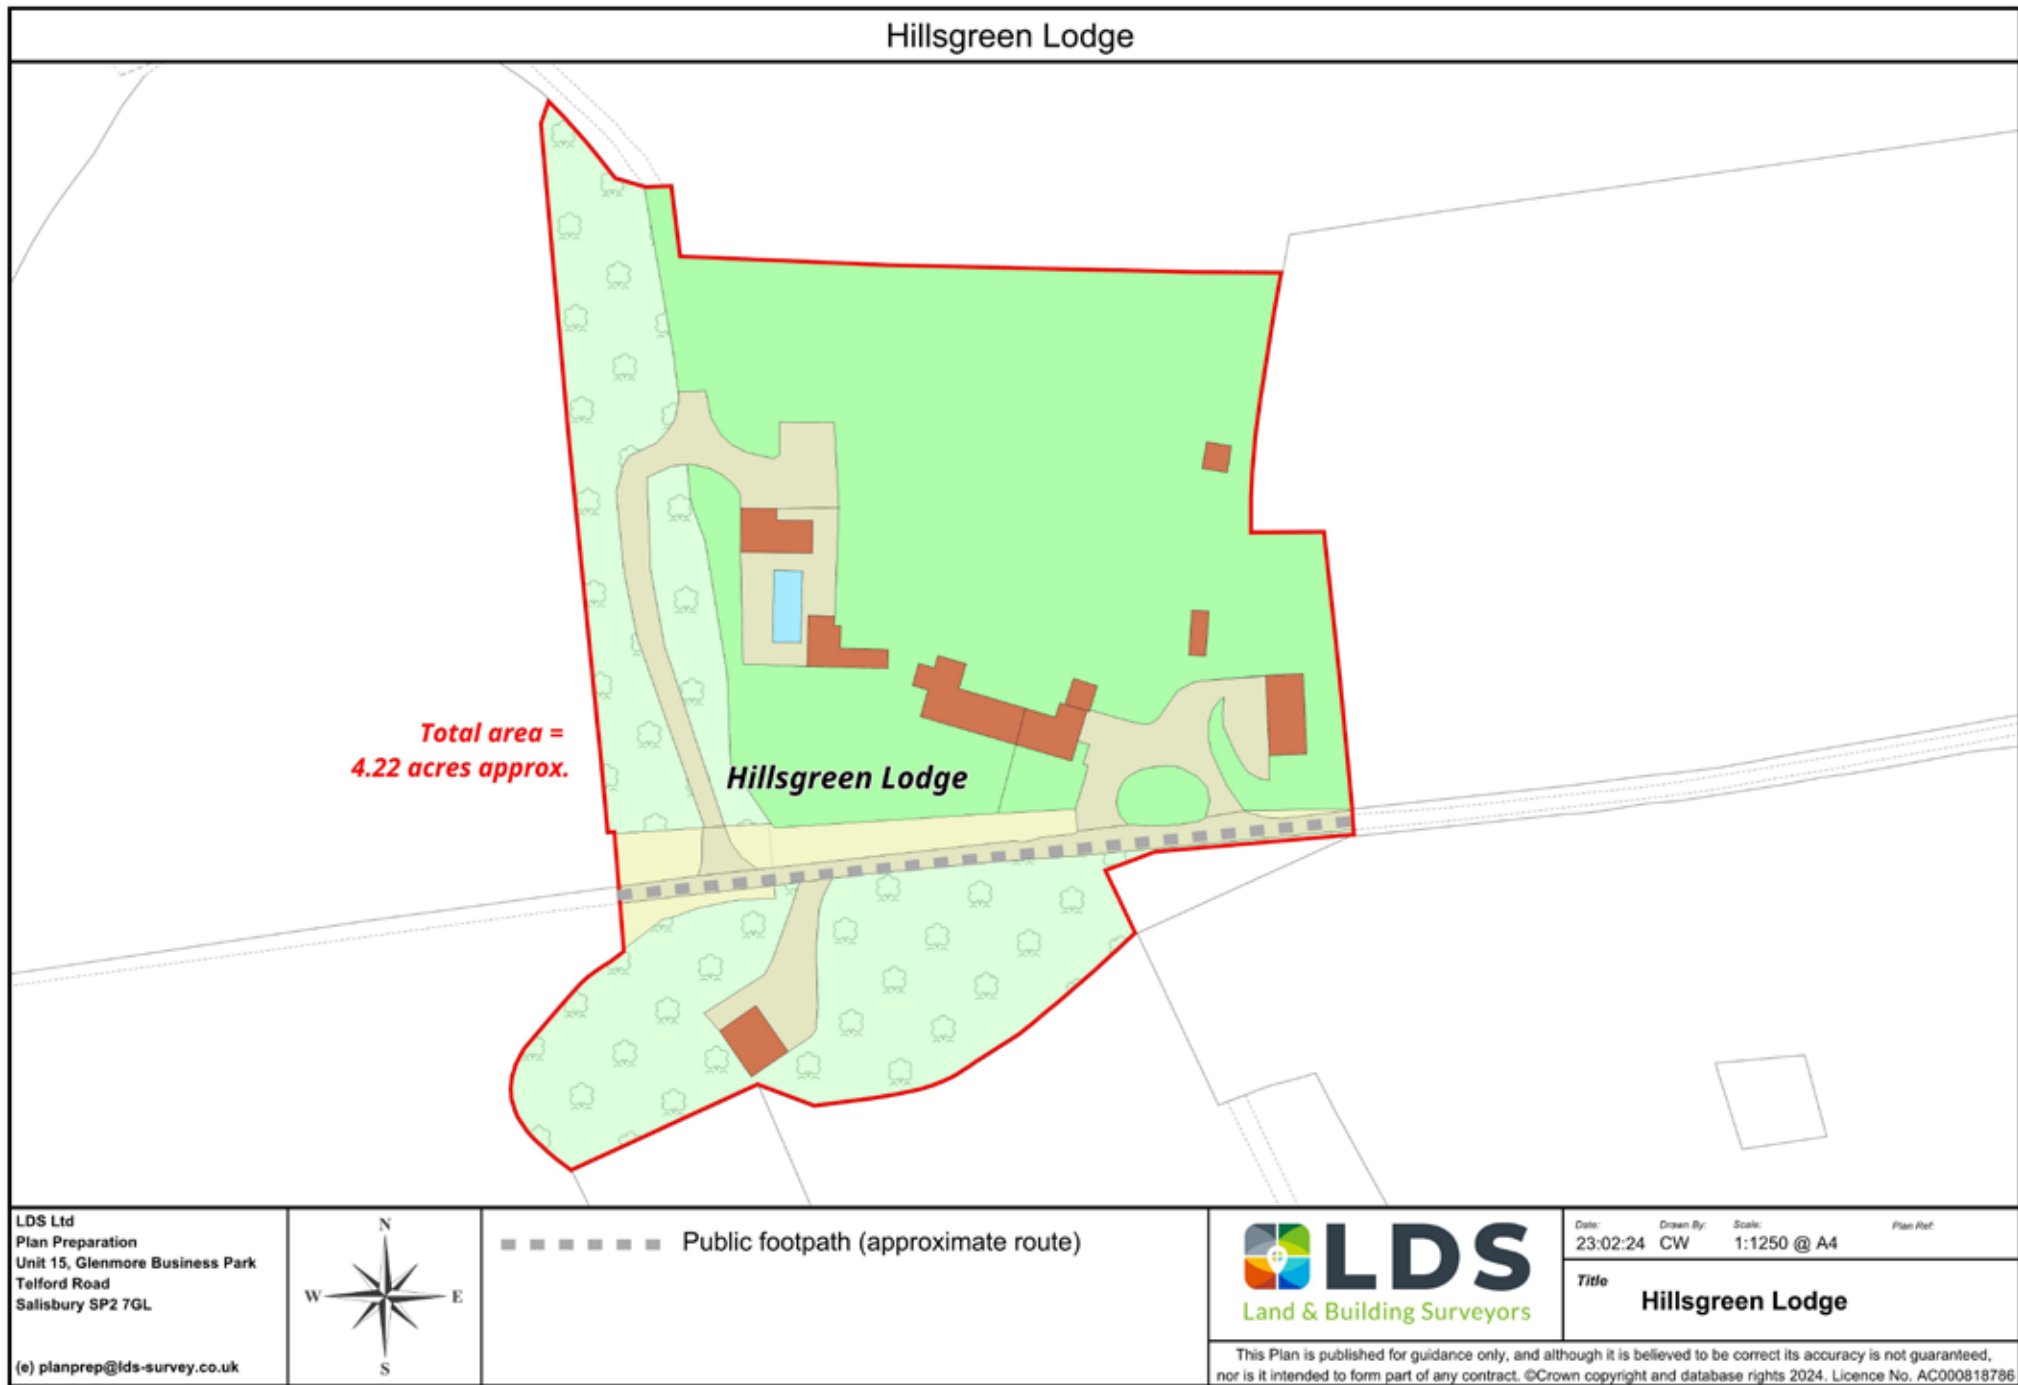 Hillsgreen Lodge
Total area =
4.22 acres approx.
Hillsgreen Lodge
LDS Ltd
Plan Preparation
Unit 15, Glenmore Business Park
Telford Road
Salisbury SP2 7GL
(e) planprep@lds-survey.co.uk
N
W E
S
Public footpath (approximate route)
LDS
Land & Building Surveyors
Date: Drawn By: Scale: Plan Ref:
23:02:24 CW 1:1250 @ A4
Title
Hillsgreen Lodge
This Plan is published for guidance only, and although it is believed to be correct its accuracy is not guaranteed,
nor is it intended to form part of any contract. ©Crown copyright and database rights 2024. Licence No. AC000818786